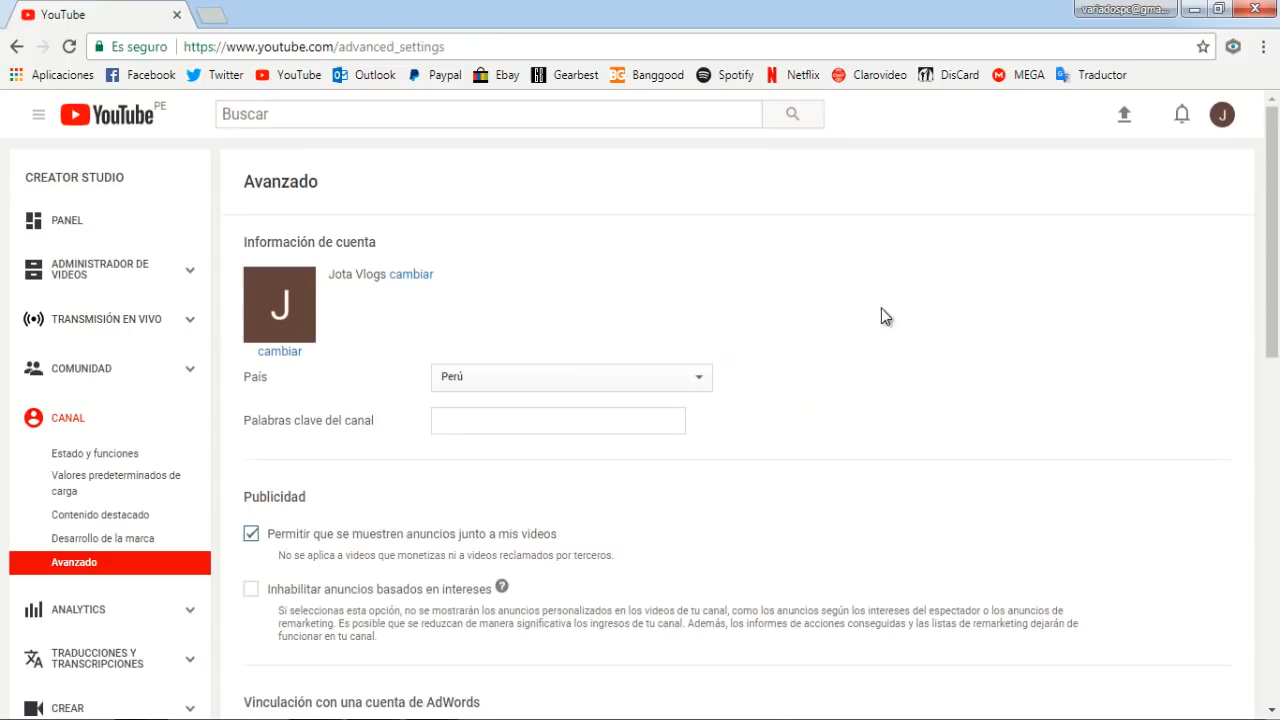 YouTube
variadospc@gma...
Es seguro
https://www.youtube.com/advanced_settings
Aplicaciones
Facebook
Twitter
YouTube
Outlook
Paypal
Ebay
Gearbest
BG
Banggood
Spotify
Netflix
Clarovideo
DisCard
MEGA
Traductor
YouTube PE
Buscar
J
CREATOR STUDIO
PANEL
ADMINISTRADOR DE
VIDEOS
TRANSMISIÓN EN VIVO
COMUNIDAD
CANAL
Estado y funciones
Valores predeterminados de
carga
Contenido destacado
Desarrollo de la marca
Avanzado
ANALYTICS
TRADUCCIONES Y
TRANSCRIPCIONES
CREAR
Avanzado
Información de cuenta
J
Jota Vlogs cambiar
cambiar
País
Perú
Palabras clave del canal
Publicidad
Permitir que se muestren anuncios junto a mis videos
No se aplica a videos que monetizas ni a videos reclamados por terceros.
Inhabilitar anuncios basados en intereses ?
Si seleccionas esta opción, no se mostrarán los anuncios personalizados en los videos de tu canal, como los anuncios según los intereses del espectador o los anuncios de
remarketing. Es posible que se reduzcan de manera significativa los ingresos de tu canal. Además, los informes de acciones conseguidas y las listas de remarketing dejarán de
funcionar en tu canal.
Vinculación con una cuenta de AdWords